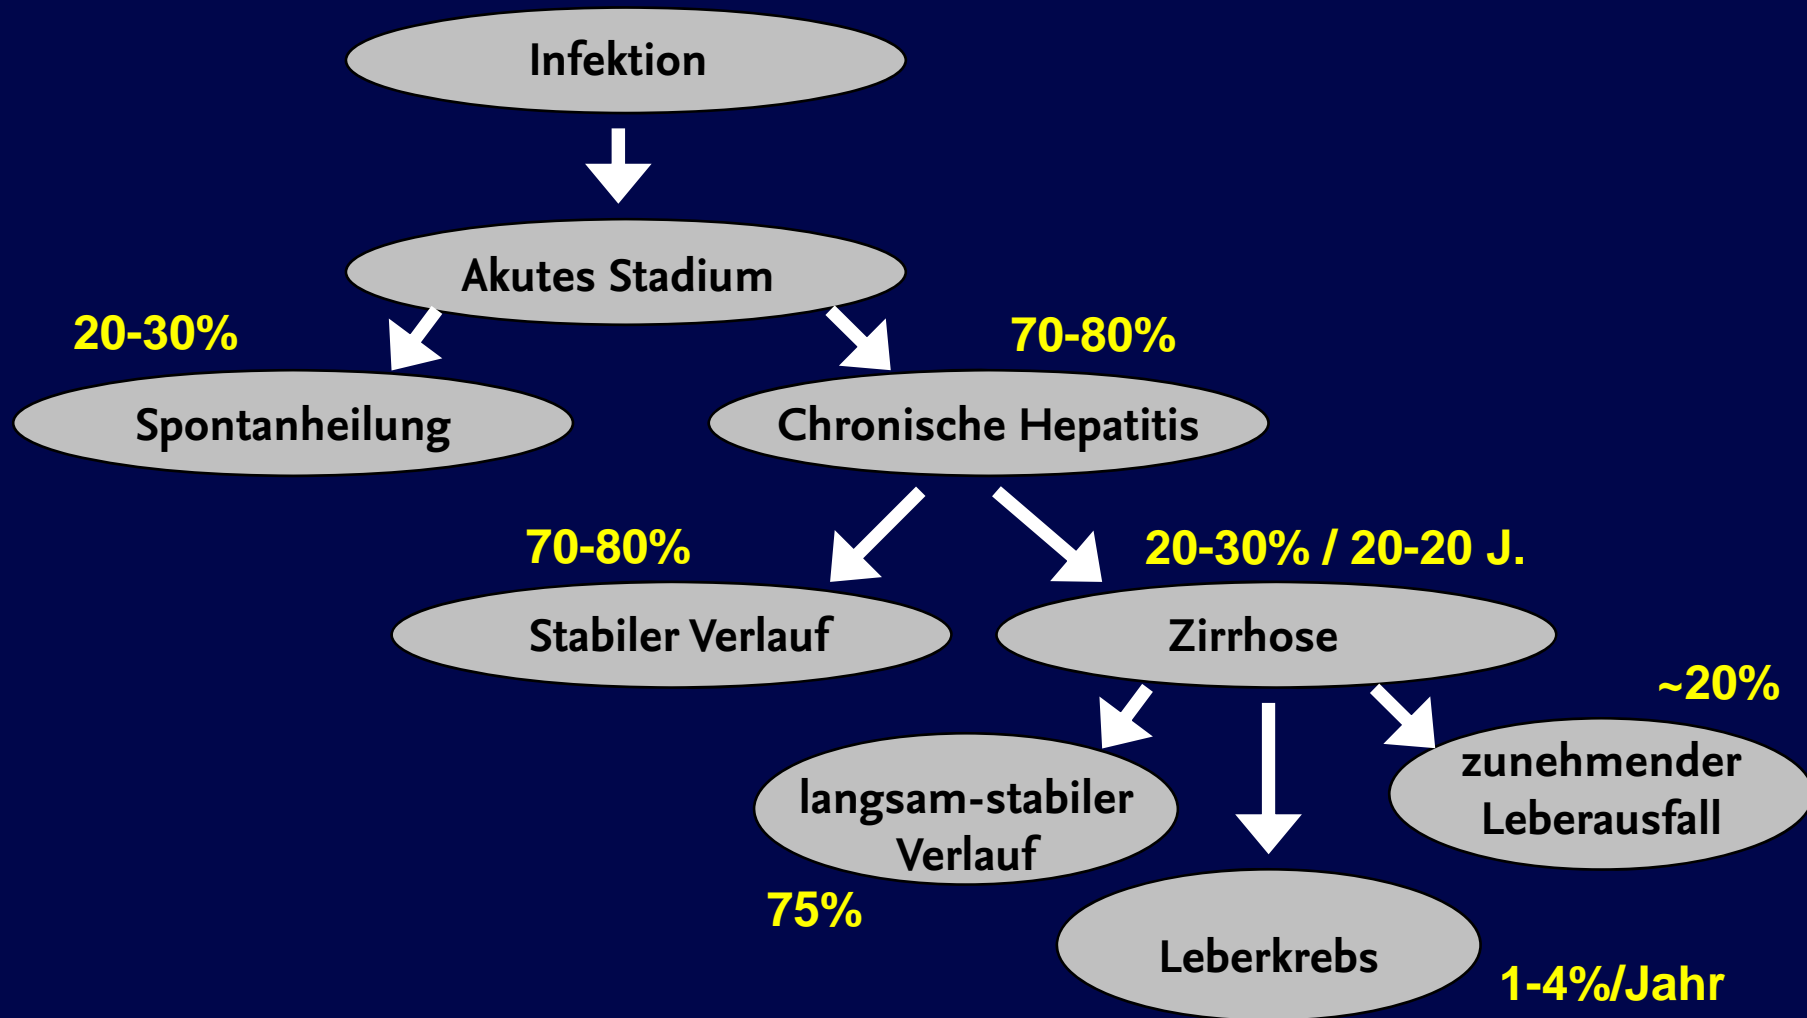 Infektion
Akutes Stadium
20-30%
70-80%
Spontanheilung
Chronische Hepatitis
70-80%
20-30% / 20-20 J.
Stabiler Verlauf
Zirrhose
~20%
langsam-stabiler
Verlauf
zunehmender
Leberausfall
75%
Leberkrebs
1-4%/Jahr